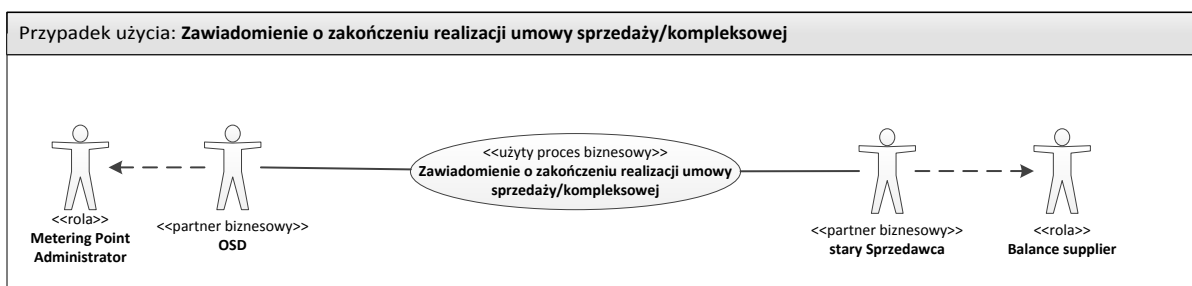 Przypadek użycia: Zawiadomienie o zakończeniu realizacji umowy sprzedaży/kompleksowej
<<użyty proces biznesowy>>
Zawiadomienie o zakończeniu realizacji umowy
sprzedaży/kompleksowej
<<rola>>
Metering Point
Administrator
<<partner biznesowy>>
OSD
<<partner biznesowy>>
stary Sprzedawca
<<rola>>
Balance supplier